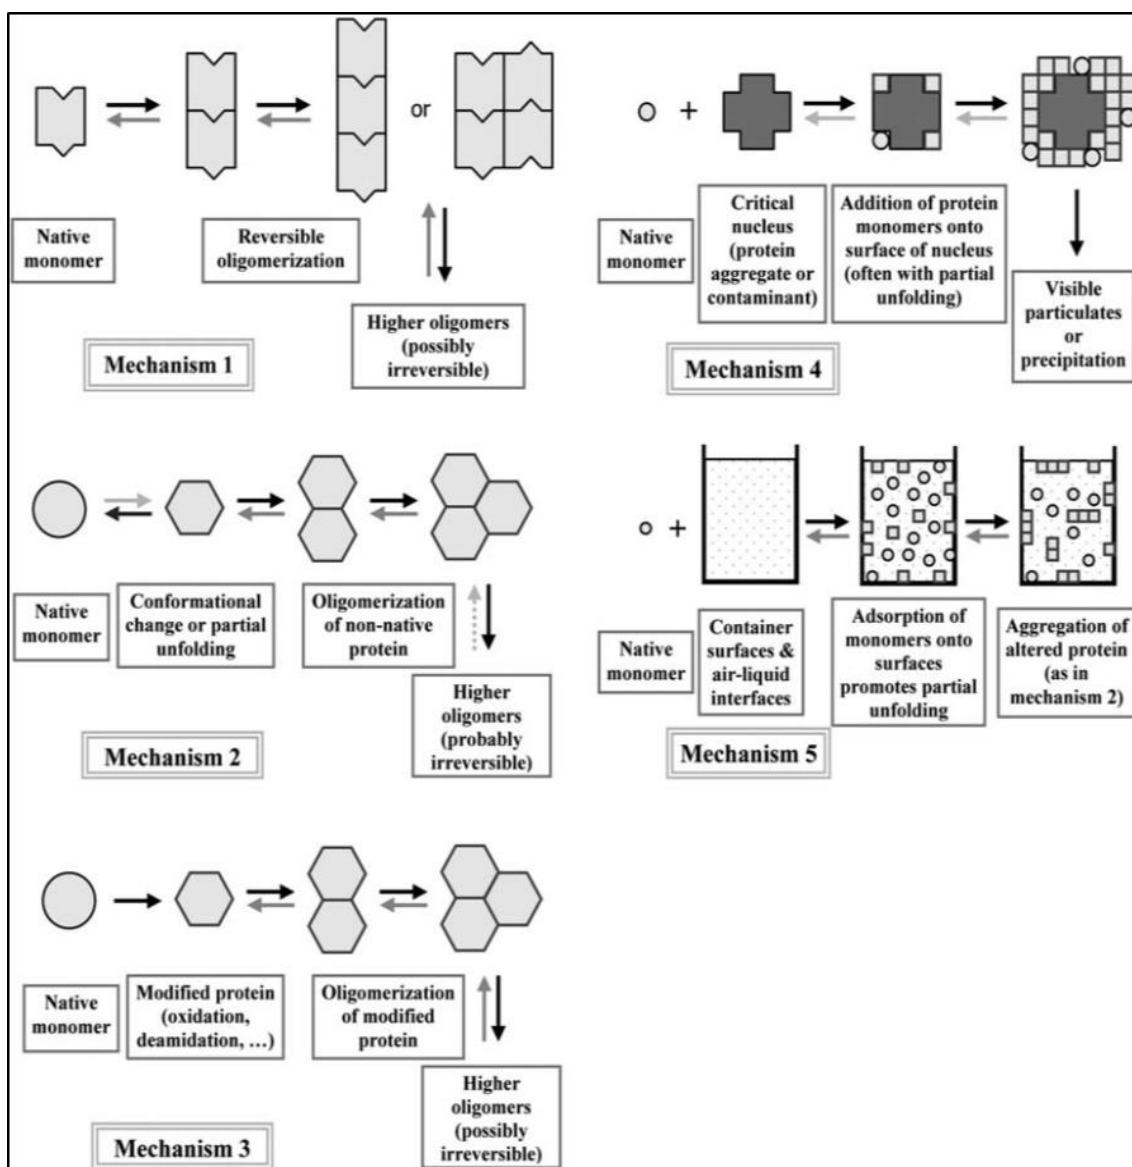 or
Native
monomer
Reversible
oligomerization
Higher oligomers
(possibly
irreversible)
Mechanism 1
Native
monomer
Conformational
change or partial
unfolding
Oligomerization
of non-native
protein
Higher
oligomers
(probably
irreversible)
Mechanism 2
Native
monomer
Modified protein
(oxidation,
deamidation, ...)
Oligomerization
of modified
protein
Higher
oligomers
(possibly
irreversible)
Mechanism 3
+
Native
monomer
Critical
nucleus
(protein
aggregate or
contaminant)
Addition of protein
monomers onto
surface of nucleus
(often with partial
unfolding)
Visible
particulates
or
precipitation
Mechanism 4
+
Native
monomer
Container
surfaces &
air-liquid
interfaces
Adsorption of
monomers onto
surfaces
promotes partial
unfolding
Aggregation of
altered protein
(as in
mechanism 2)
Mechanism 5